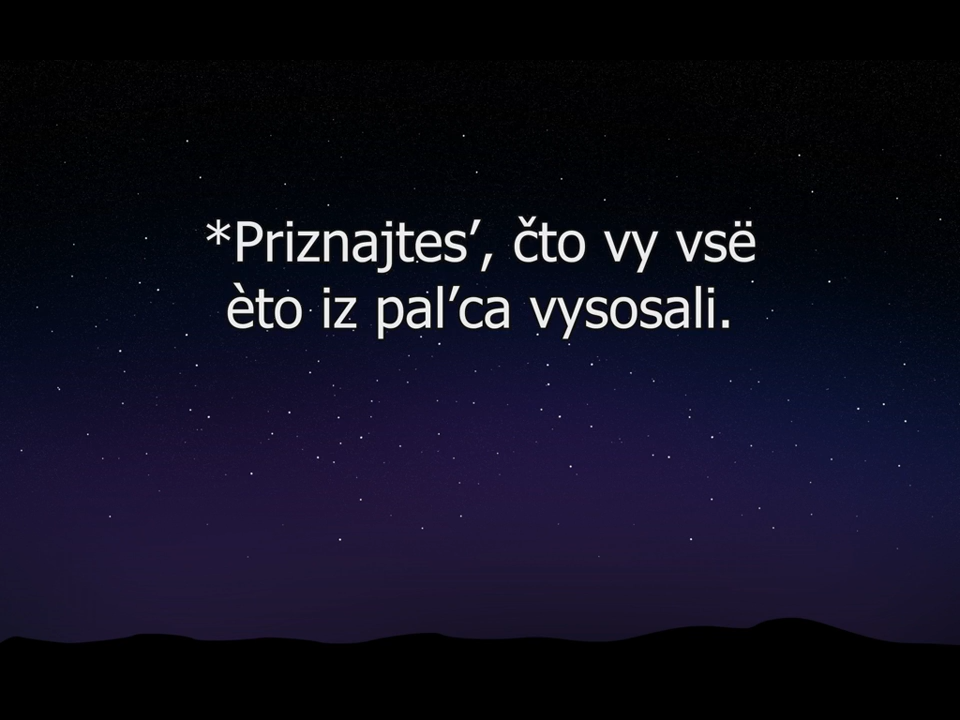 *Priznajtes’, čto vy vsë
èto iz pal’ca vysosali.